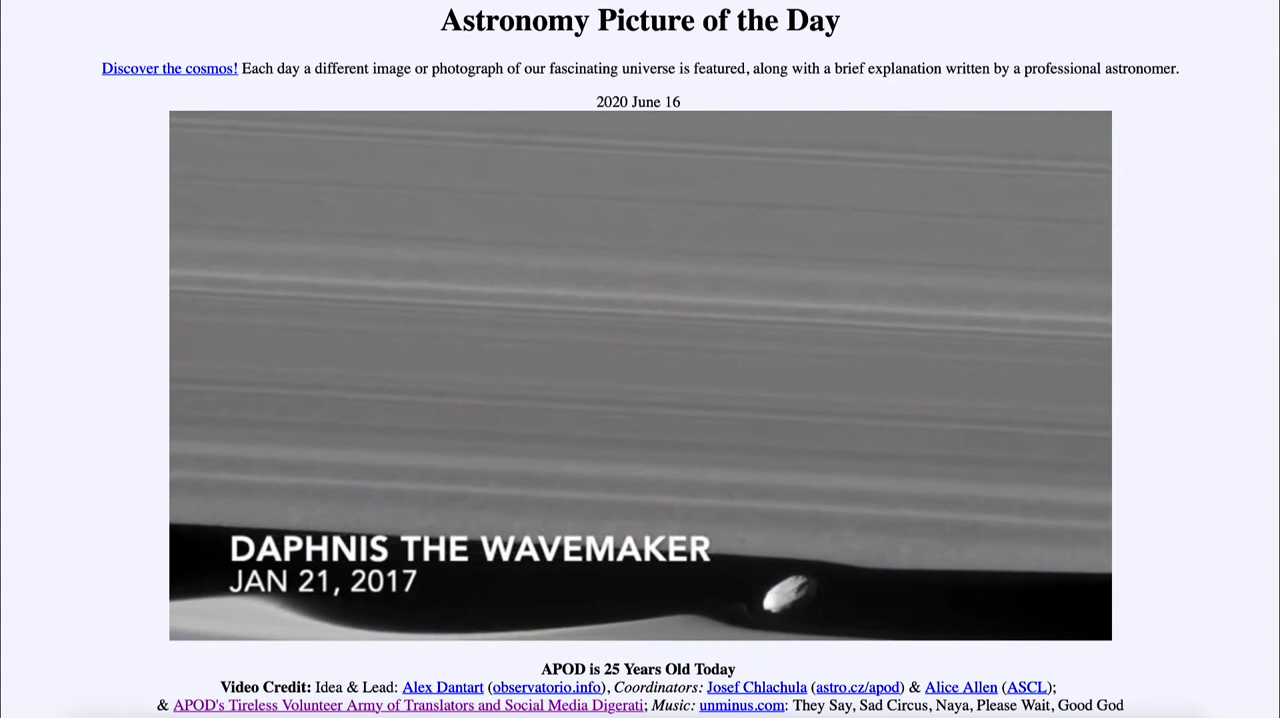 Astronomy Picture of the Day
Discover the cosmos! Each day a different image or photograph of our fascinating universe is featured, along with a brief explanation written by a professional astronomer.
2020 June 16
DAPHNIS THE WAVEMAKER
JAN 21, 2017
APOD is 25 Years Old Today
Video Credit: Idea & Lead: Alex Dantart (observatorio.info), Coordinators: Josef Chlachula (astro.cz/apod) & Alice Allen (ASCL);
& APOD's Tireless Volunteer Army of Translators and Social Media Digerati; Music: unminus.com: They Say, Sad Circus, Naya, Please Wait, Good God